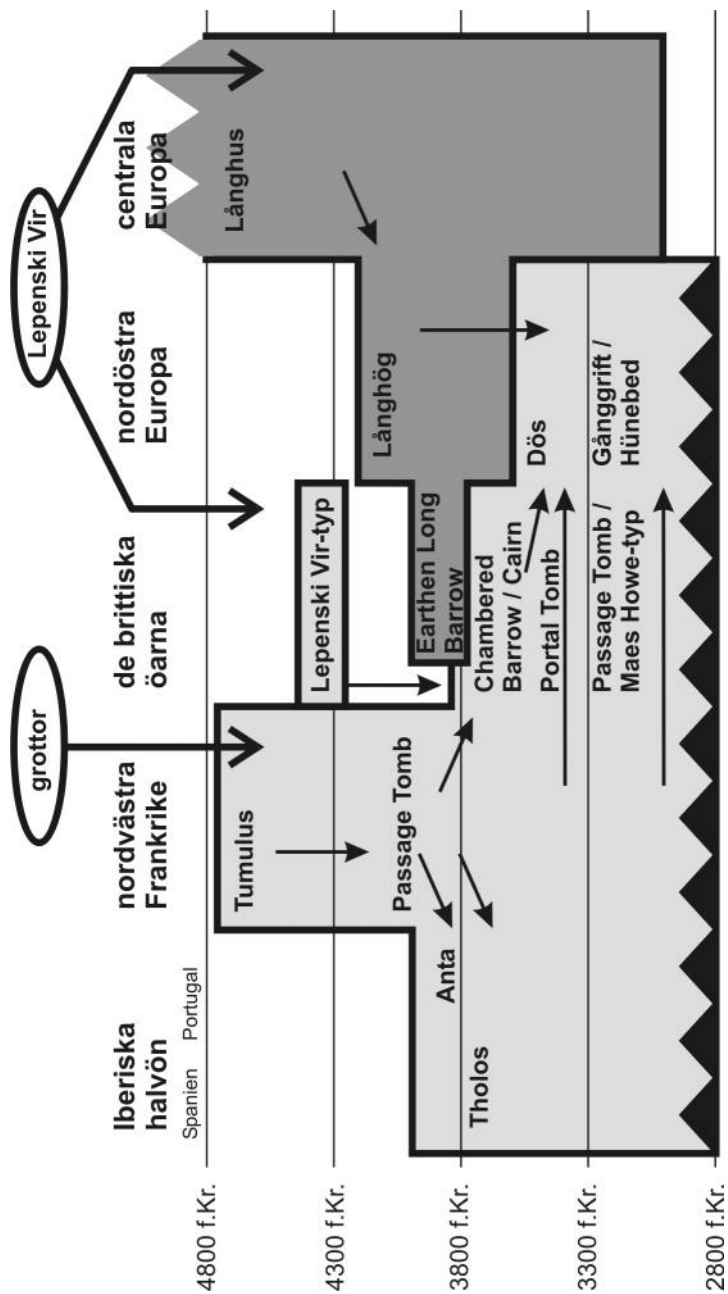 grottor
Lepenski Vir
Iberiska
halvön
Spanien
Portugal
nordvästra
Frankrike
de brittiska
öarna
nordöstra
Europa
centrala
Europa
4800 f.Kr.
Tumulus
Långhus
4300 f.Kr.
Lepenski Vir-typ
Långhög
Passage Tomb
Earthen Long
Barrow
Anta
3800 f.Kr.
Tholos
Chambered
Barrow / Cairn
Portal Tomb
Dös
3300 f.Kr.
Passage Tomb /
Maes Howe-typ
Gånggrift /
Hünebed
2800 f.Kr.